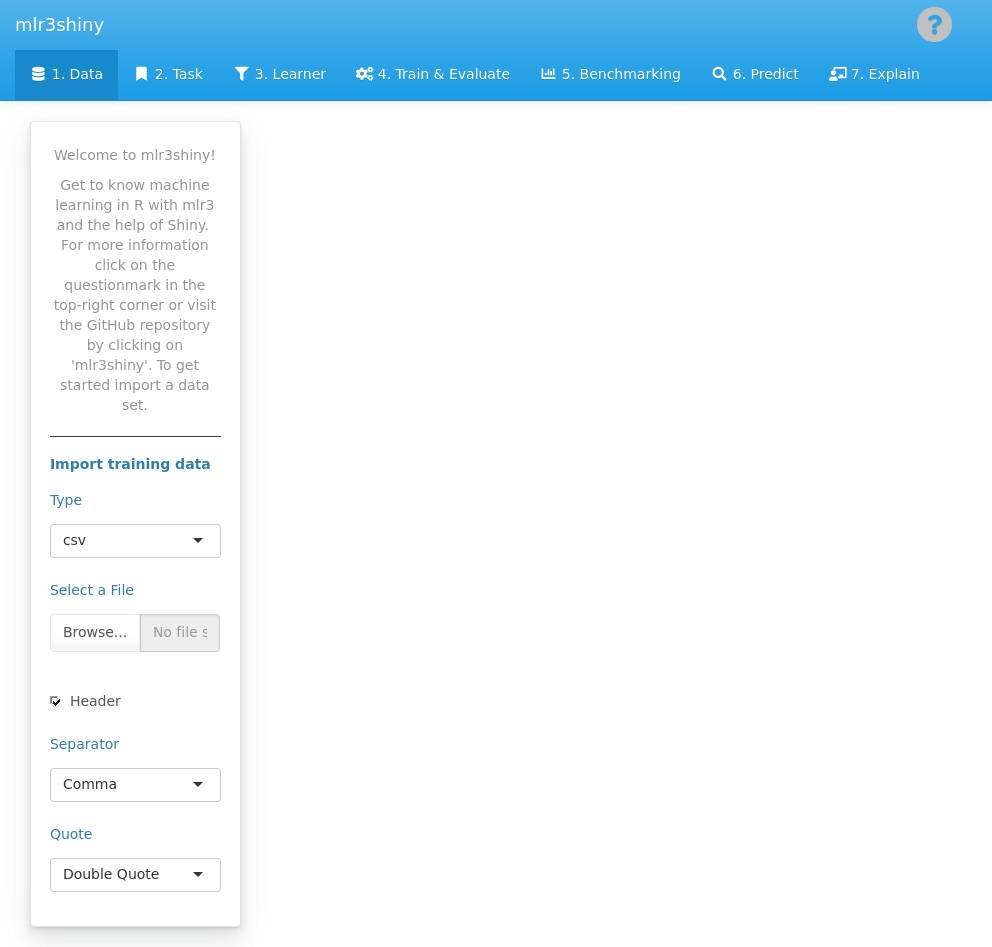 mlr3shiny
?
1. Data
2. Task
3. Learner
4. Train & Evaluate
5. Benchmarking
6. Predict
7. Explain
Welcome to mlr3shiny!
Get to know machine
learning in R with mlr3
and the help of Shiny.
For more information
click on the
questionmark in the
top-right corner or visit
the GitHub repository
by clicking on
'mlr3shiny'. To get
started import a data
set.
Import training data
Type
csv
Select a File
Browse... No file s
Header
Separator
Comma
Quote
Double Quote